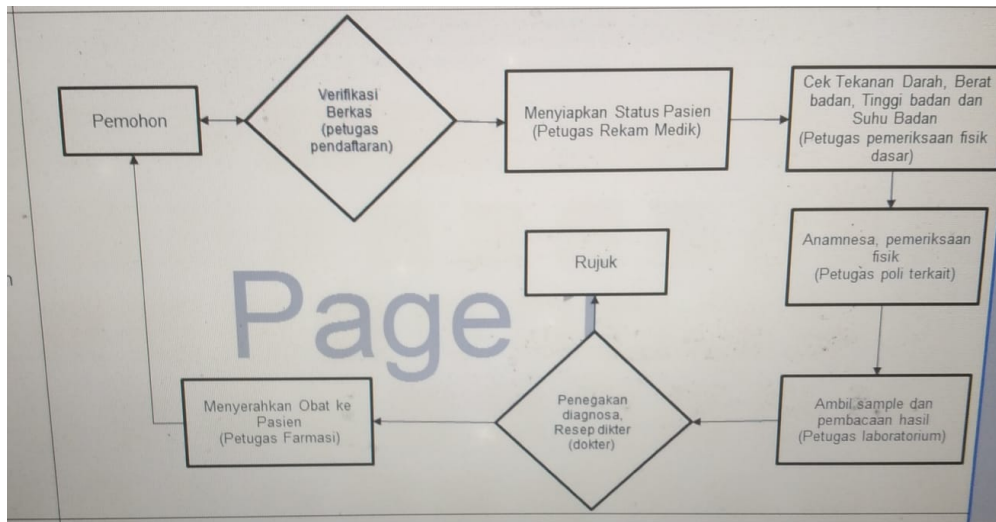 Pemohon
Verifikasi
Berkas
(petugas
pendaftaran)
Menyiapkan Status Pasien
(Petugas Rekam Medik)
Cek Tekanan Darah, Berat
badan, Tinggi badan dan
Suhu Badan
(Petugas pemeriksaan fisik
dasar)
Anamnesa, pemeriksaan
fisik
(Petugas poli terkait)
Rujuk
Page 1
Menyerahkan Obat ke
Pasien
(Petugas Farmasi)
Penegakan
diagnosa,
Resep dikter
(dokter)
Ambil sample dan
pembacaan hasil
(Petugas laboratorium)